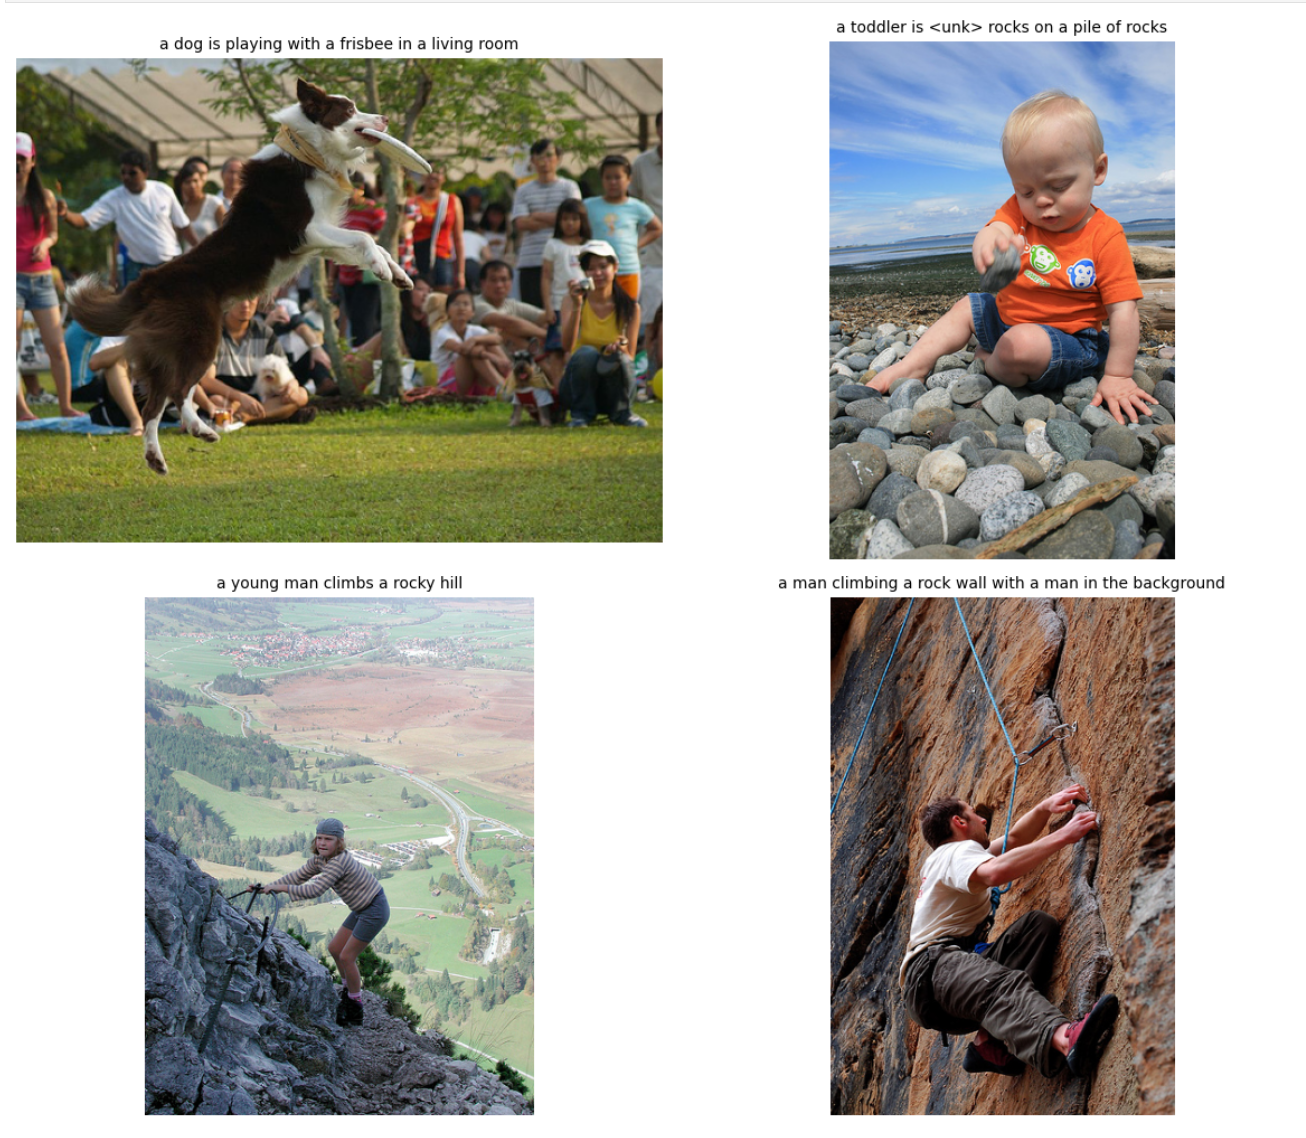 a dog is playing with a frisbee in a living room
a toddler is <unk> rocks on a pile of rocks
a young man climbs a rocky hill
a man climbing a rock wall with a man in the background